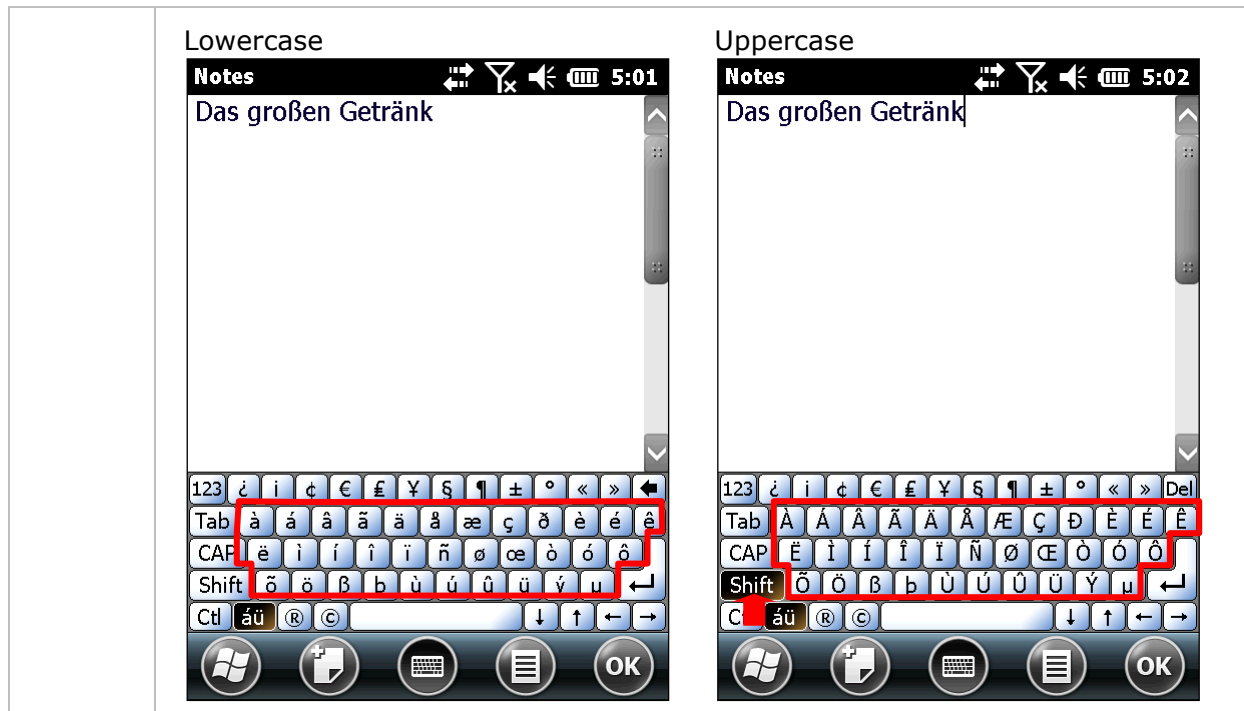 Lowercase
Notes 5:01
Das großen Getränk
123 ¿ ¡ ¢ € £ ¥ § ¶ ± ° « »
Tab à á â ã ä å æ ç ð è é ê
CAP ë ì í î ï ñ ø œ ò ó ô
Shift õ ö ß þ ù ú û ü ý µ
Ctl áü ® © ↓ ↑ ← →
OK
Uppercase
Notes 5:02
Das großen Getränk
123 ¿ ¡ ¢ € £ ¥ § ¶ ± ° « » Del
Tab À Á Â Ã Ä Å Æ Ç Ð È É Ê
CAP Ë Ì Í Î Ï Ñ Ø Œ Ò Ó Ô
Shift Õ Ö ß þ Ù Ú Û Ü Ý µ
áü ® © ↓ ↑ ← →
OK